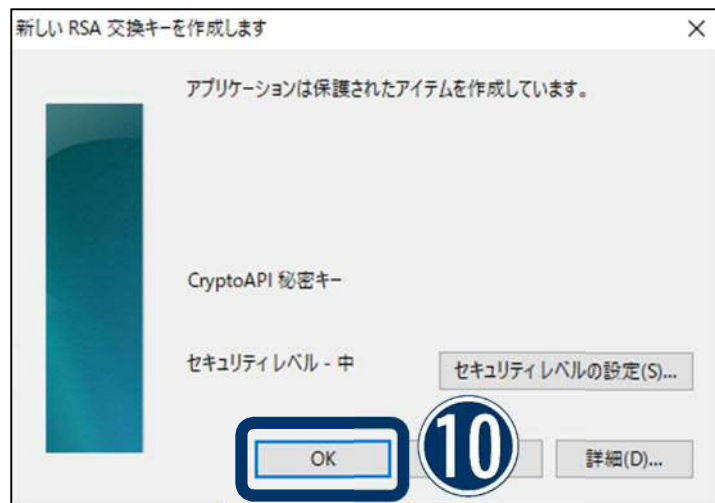 新しい RSA 交換キーを作成します
アプリケーションは保護されたアイテムを作成しています。
CryptoAPI 秘密キー
セキュリティ レベル - 中
セキュリティ レベルの設定(S)...
OK
10
詳細(D)...